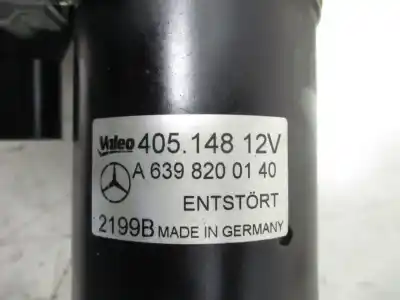 Valeo 405.148 12V
A 639 820 01 40
ENTSTÖRT
2199B MADE IN GERMANY